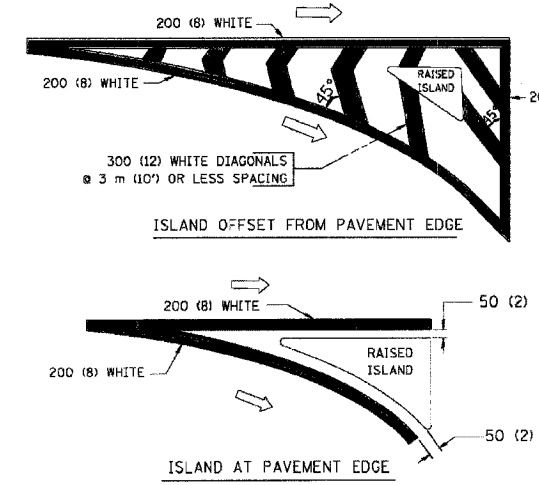 200 (8) WHITE
200 (8) WHITE
RAISED
ISLAND
45°
45°
20
300 (12) WHITE DIAGONALS
@ 3 m (10') OR LESS SPACING
ISLAND OFFSET FROM PAVEMENT EDGE
200 (8) WHITE
50 (2)
RAISED
ISLAND
200 (8) WHITE
50 (2)
ISLAND AT PAVEMENT EDGE